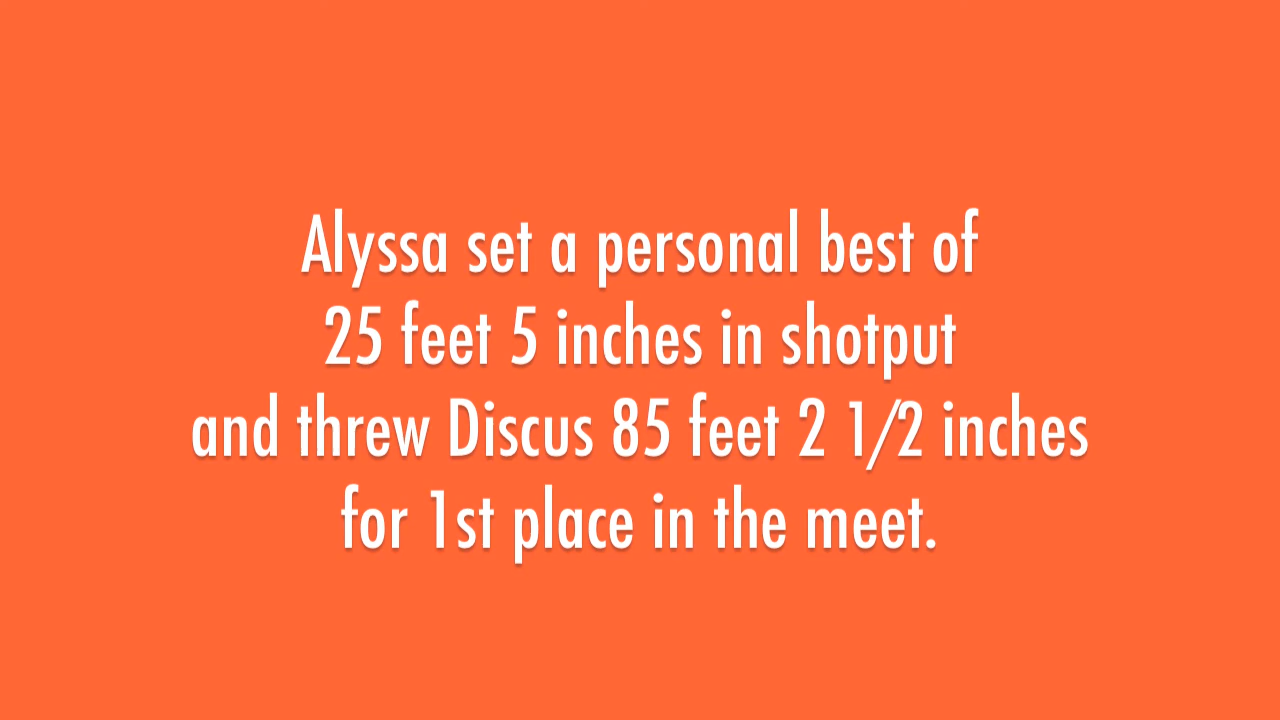 Alyssa set a personal best of
25 feet 5 inches in shotput
and threw Discus 85 feet 2 1/2 inches
for 1st place in the meet.